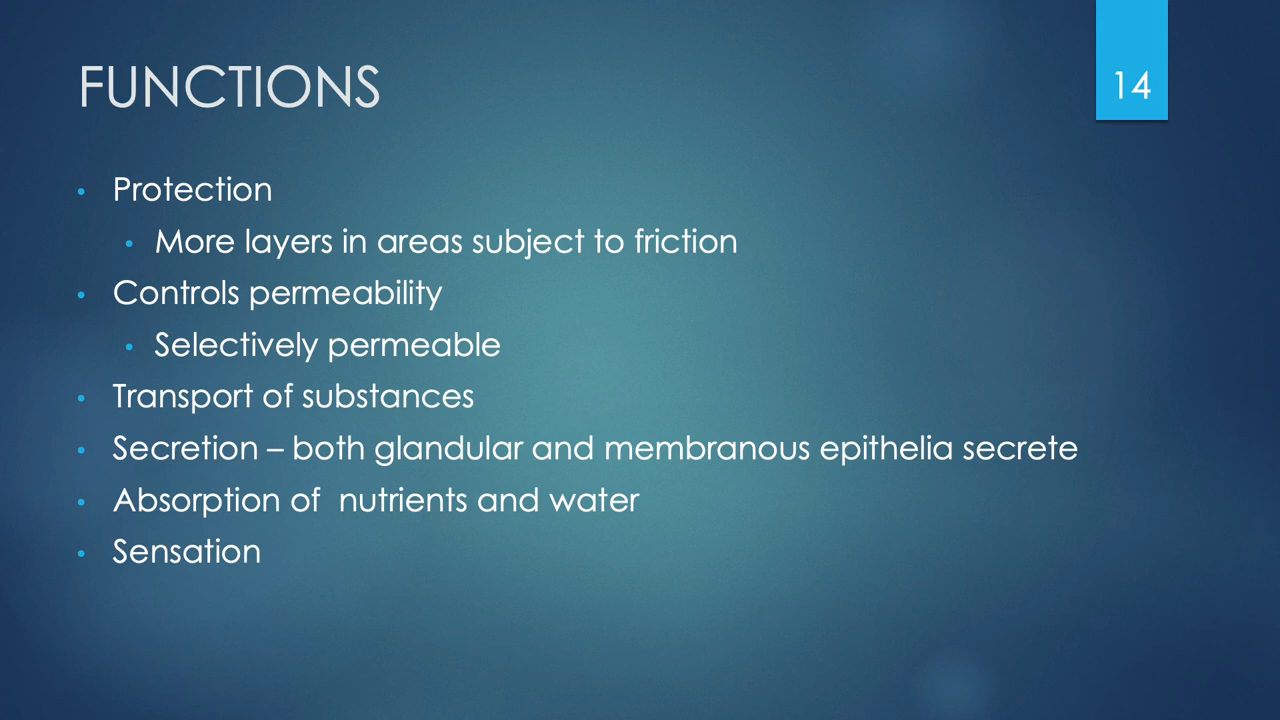 FUNCTIONS
14
• Protection
• More layers in areas subject to friction
• Controls permeability
• Selectively permeable
• Transport of substances
• Secretion – both glandular and membranous epithelia secrete
• Absorption of  nutrients and water
• Sensation